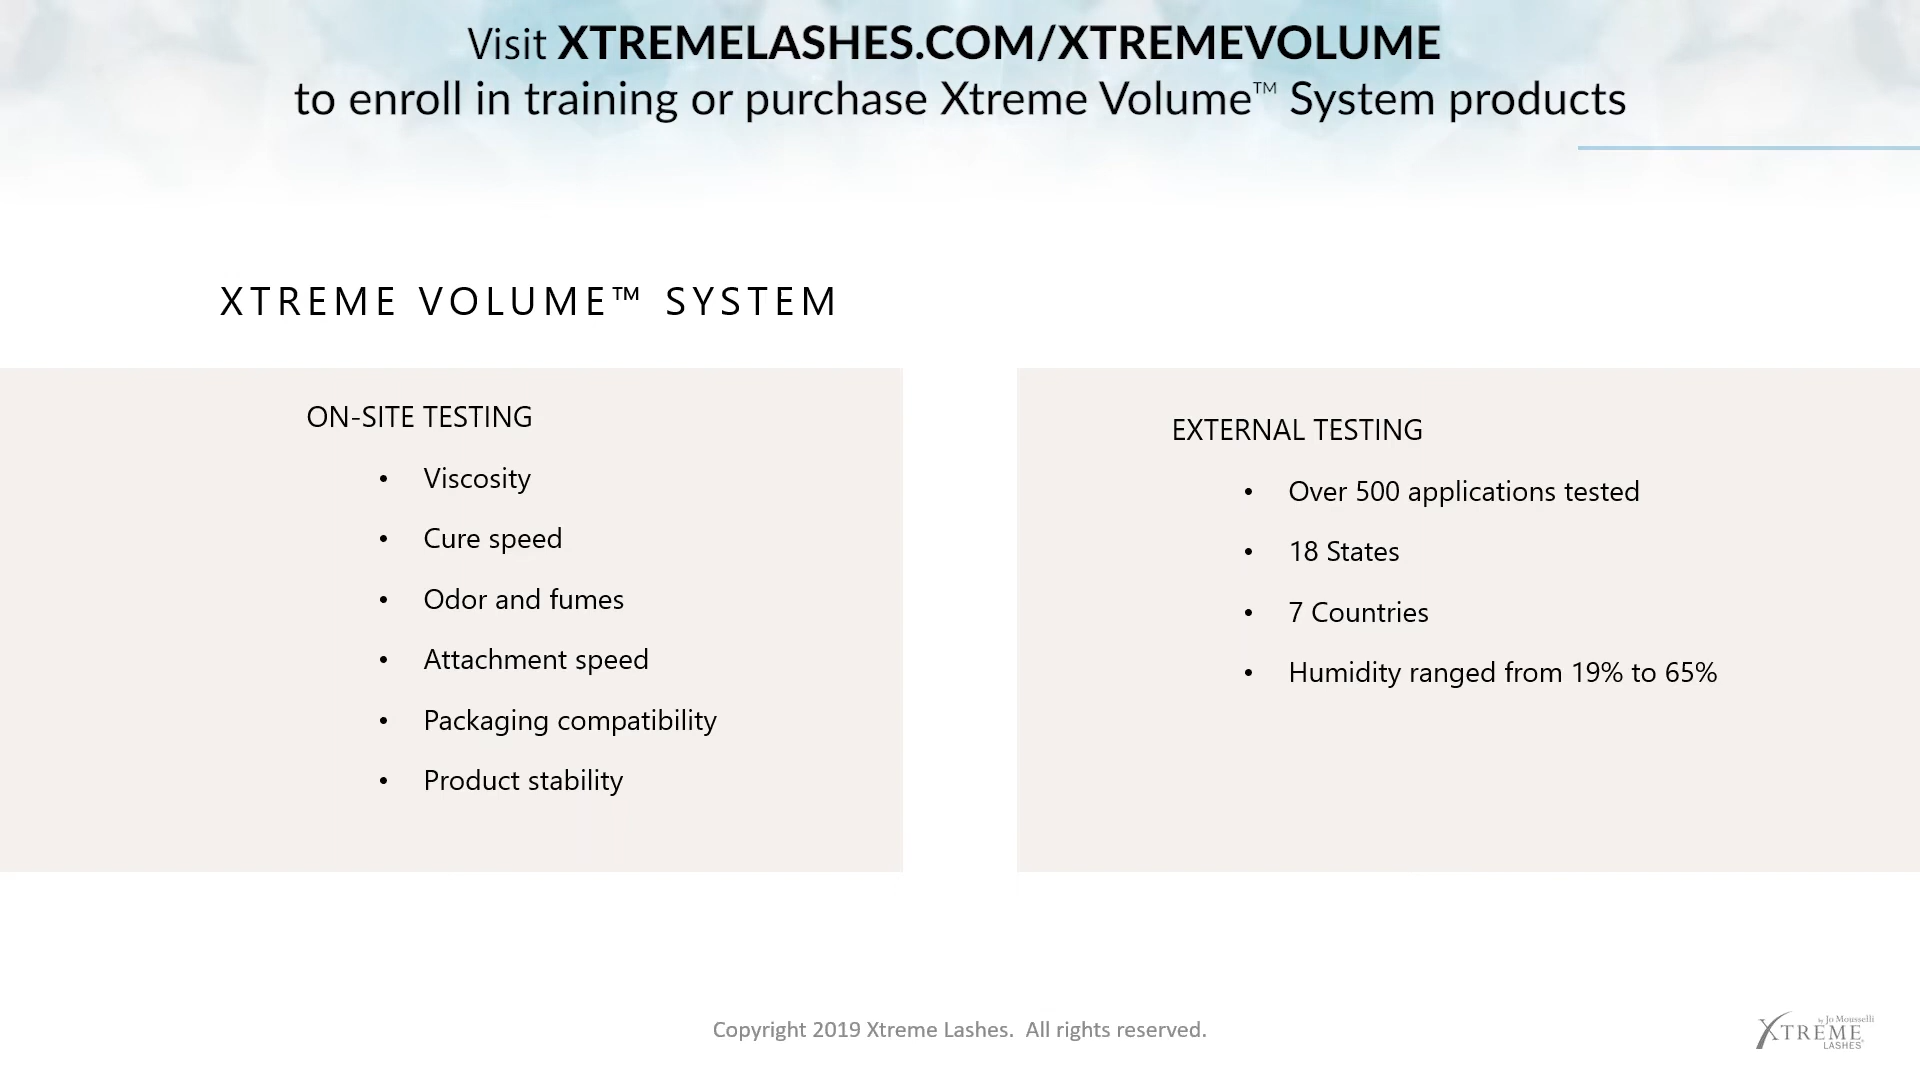 Visit XTREMELASHES.COM/XTREMEVOLUME
to enroll in training or purchase Xtreme Volume™ System products
XTREME VOLUME™ SYSTEM
ON-SITE TESTING
• Viscosity
• Cure speed
• Odor and fumes
• Attachment speed
• Packaging compatibility
• Product stability
EXTERNAL TESTING
• Over 500 applications tested
• 18 States
• 7 Countries
• Humidity ranged from 19% to 65%
Copyright 2019 Xtreme Lashes. All rights reserved.
by Jo Mousselli
XTREME
LASHES®